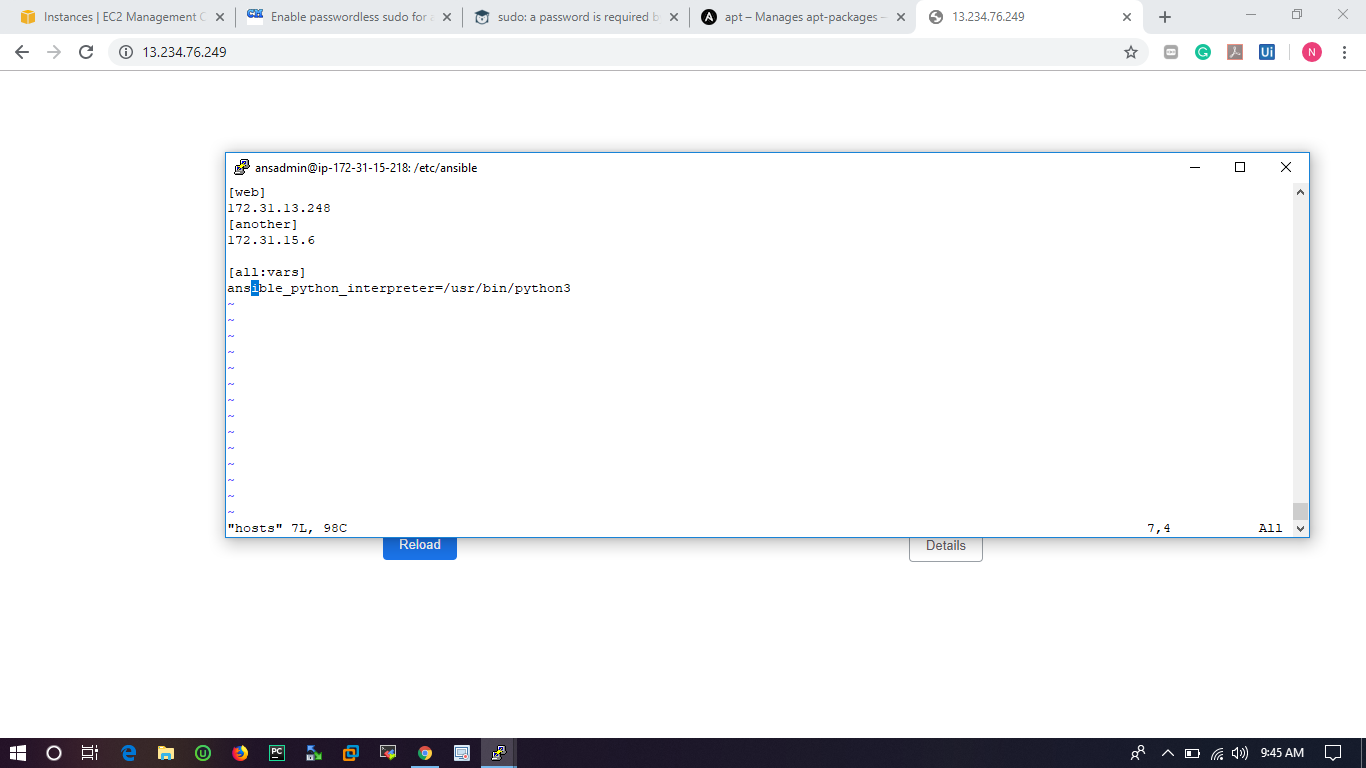 Instances | EC2 Management C
Enable passwordless sudo for a
sudo: a password is required b
apt – Manages apt-packages –
13.234.76.249
13.234.76.249
Ui
N
ansadmin@ip-172-31-15-218: /etc/ansible
[web]
172.31.13.248
[another]
172.31.15.6
[all:vars]
ansible_python_interpreter=/usr/bin/python3
~
~
~
~
~
~
~
~
~
~
~
~
~
~
"hosts" 7L, 98C 7,4 All
Reload Details
PC
9:45 AM